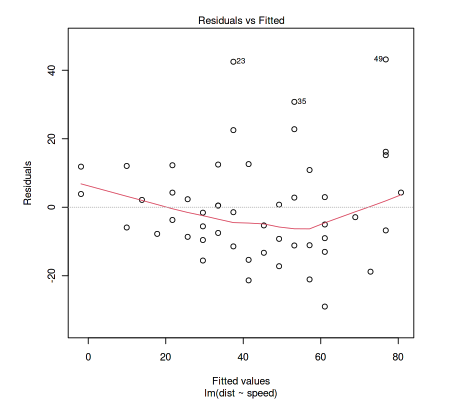 Residuals vs Fitted
Residuals
40
20
0
-20
23
49
35
0 20 40 60 80
Fitted values
lm(dist ~ speed)